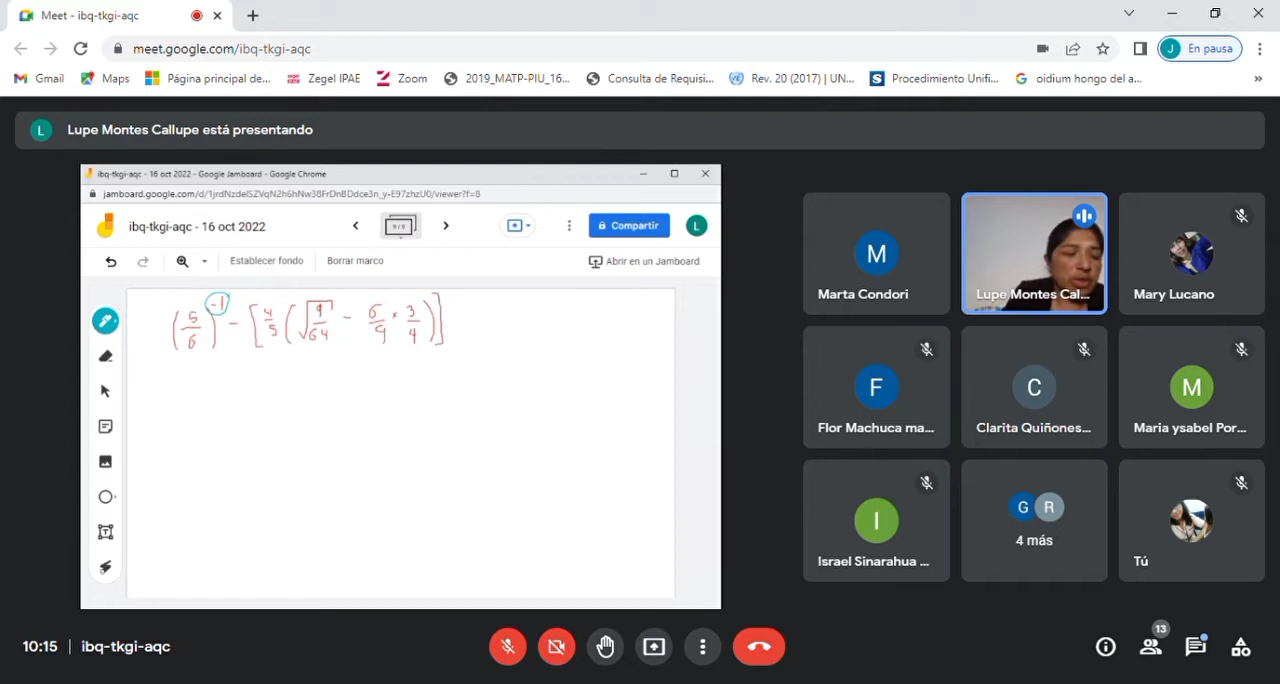 Meet - ibq-tkgi-aqc
meet.google.com/ibq-tkgi-aqc
J En pausa
Gmail Maps Página principal de... Zegel IPAE Zoom 2019_MATP-PIU_16... Consulta de Requisi... Rev. 20 (2017) | UN... Procedimiento Unifi... oidium hongo del a... »
L Lupe Montes Callupe está presentando
ibq-tkgi-aqc - 16 oct 2022 - Google Jamboard - Google Chrome
ibq-tkgi-aqc - 16 oct 2022
9/9
Compartir
L
Establecer fondo Borrar marco Abrir en un Jamboard
(5/6)^-1 - [4/5 (√9/64 - 6/9 × 3/4)]
M
Marta Condori
Lupe Montes Cal...
Mary Lucano
F
Flor Machuca ma...
C
Clarita Quiñones...
M
Maria ysabel Por...
I
Israel Sinarahua ...
G R
4 más
Tú
10:15 | ibq-tkgi-aqc
13